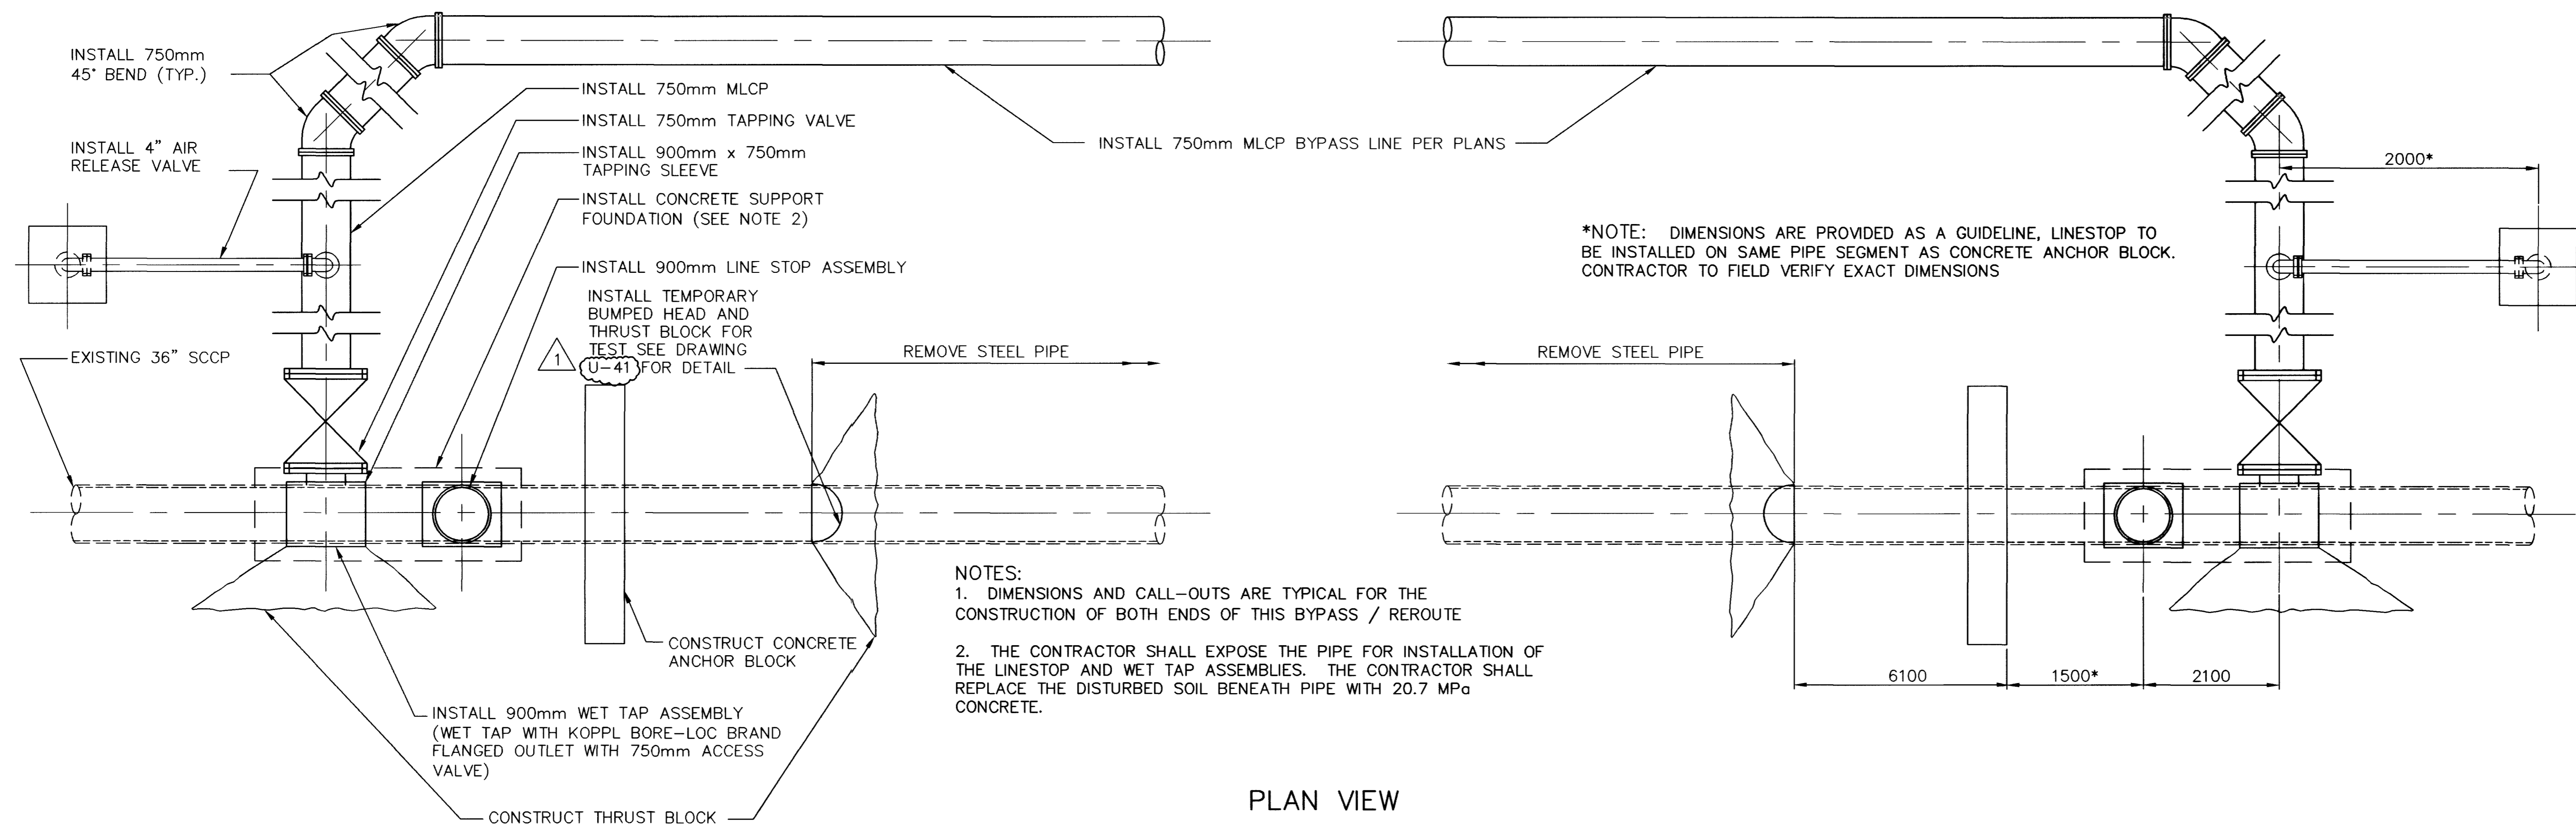 INSTALL 750mm
45° BEND (TYP.)
INSTALL 4" AIR
RELEASE VALVE
EXISTING 36" SCCP
INSTALL 750mm MLCP
INSTALL 750mm TAPPING VALVE
INSTALL 900mm x 750mm
TAPPING SLEEVE
INSTALL CONCRETE SUPPORT
FOUNDATION (SEE NOTE 2)
INSTALL 900mm LINE STOP ASSEMBLY
INSTALL TEMPORARY
BUMPED HEAD AND
THRUST BLOCK FOR
TEST SEE DRAWING
1
U-41 FOR DETAIL
REMOVE STEEL PIPE
INSTALL 750mm MLCP BYPASS LINE PER PLANS
2000*
*NOTE: DIMENSIONS ARE PROVIDED AS A GUIDELINE, LINESTOP TO
BE INSTALLED ON SAME PIPE SEGMENT AS CONCRETE ANCHOR BLOCK.
CONTRACTOR TO FIELD VERIFY EXACT DIMENSIONS
REMOVE STEEL PIPE
CONSTRUCT CONCRETE
ANCHOR BLOCK
INSTALL 900mm WET TAP ASSEMBLY
(WET TAP WITH KOPPL BORE-LOC BRAND
FLANGED OUTLET WITH 750mm ACCESS
VALVE)
CONSTRUCT THRUST BLOCK
NOTES:
1. DIMENSIONS AND CALL-OUTS ARE TYPICAL FOR THE
CONSTRUCTION OF BOTH ENDS OF THIS BYPASS / REROUTE
2. THE CONTRACTOR SHALL EXPOSE THE PIPE FOR INSTALLATION OF
THE LINESTOP AND WET TAP ASSEMBLIES. THE CONTRACTOR SHALL
REPLACE THE DISTURBED SOIL BENEATH PIPE WITH 20.7 MPa
CONCRETE.
6100
1500*
2100
PLAN VIEW